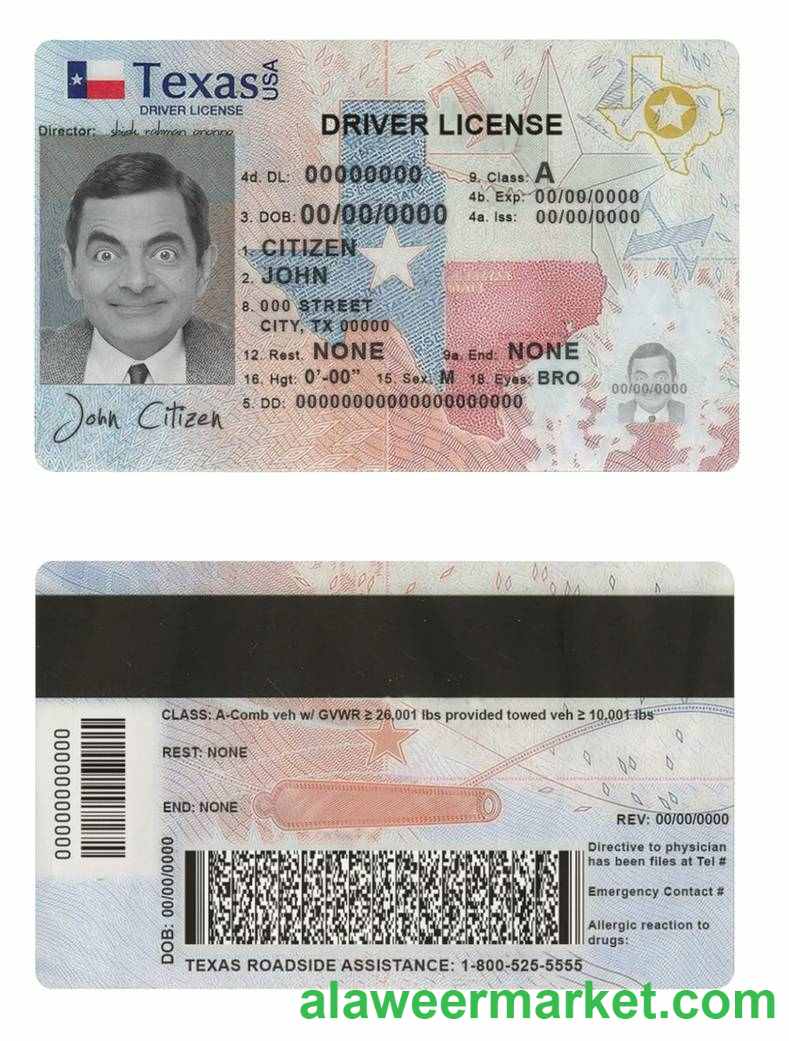 Texas USA
DRIVER LICENSE
DRIVER LICENSE
Director: shish rahman
4d. DL: 00000000 9. Class: A
4b. Exp: 00/00/0000
3. DOB: 00/00/0000 4a. Iss: 00/00/0000
1. CITIZEN
2. JOHN
8. 000 STREET
CITY, TX 00000
12. Rest. NONE 9a. End: NONE
16. Hgt: 0'-00" 15. Sex: M 18. Eyes: BRO
00/00/0000
5. DD: 00000000000000000000
John Citizen
CLASS: A-Comb veh w/ GVWR ≥ 26,001 lbs provided towed veh ≥ 10,001 lbs
REST: NONE
00000000000
END: NONE
REV: 00/00/0000
Directive to physician
has been files at Tel #
Emergency Contact #
Allergic reaction to
drugs:
DOB: 00/00/0000
TEXAS ROADSIDE ASSISTANCE: 1-800-525-5555
alaweermarket.com